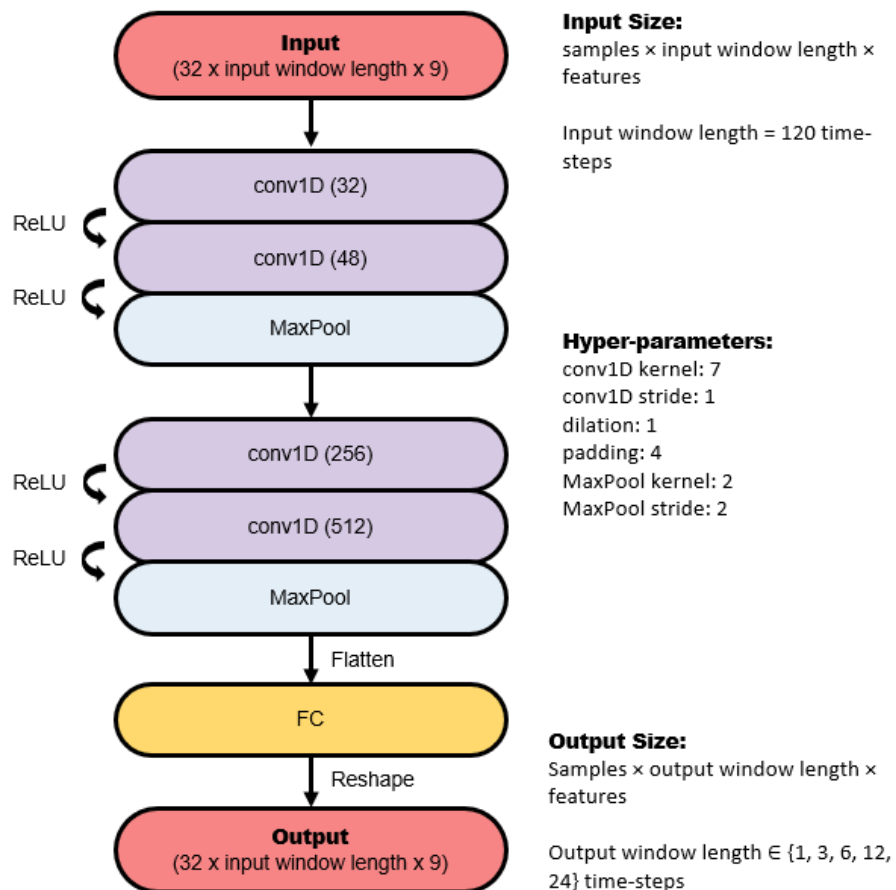 Input
(32 x input window length x 9)
Input Size:
samples × input window length ×
features
Input window length = 120 time-
steps
conv1D (32)
ReLU
conv1D (48)
ReLU
MaxPool
Hyper-parameters:
conv1D kernel: 7
conv1D stride: 1
dilation: 1
padding: 4
MaxPool kernel: 2
MaxPool stride: 2
conv1D (256)
ReLU
conv1D (512)
ReLU
MaxPool
Flatten
FC
Reshape
Output
(32 x input window length x 9)
Output Size:
Samples × output window length ×
features
Output window length ∈ {1, 3, 6, 12,
24} time-steps